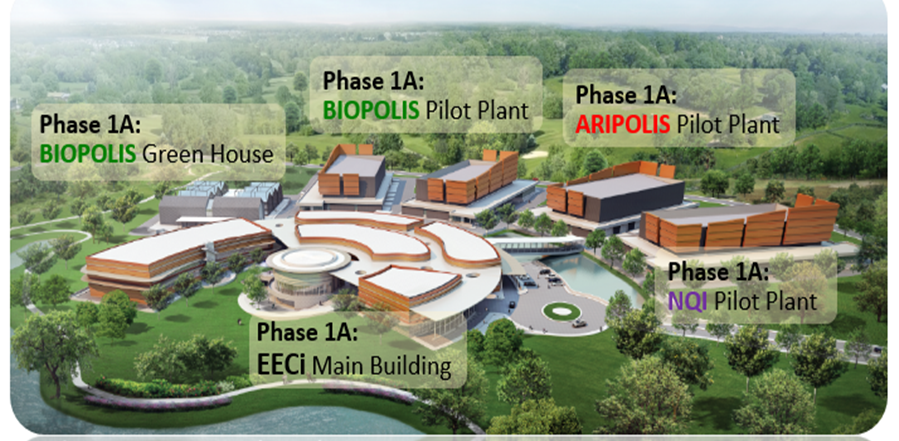 Phase 1A:
BIOPOLIS Pilot Plant
Phase 1A:
ARIPOLIS Pilot Plant
Phase 1A:
BIOPOLIS Green House
Phase 1A:
NQI Pilot Plant
Phase 1A:
EECi Main Building